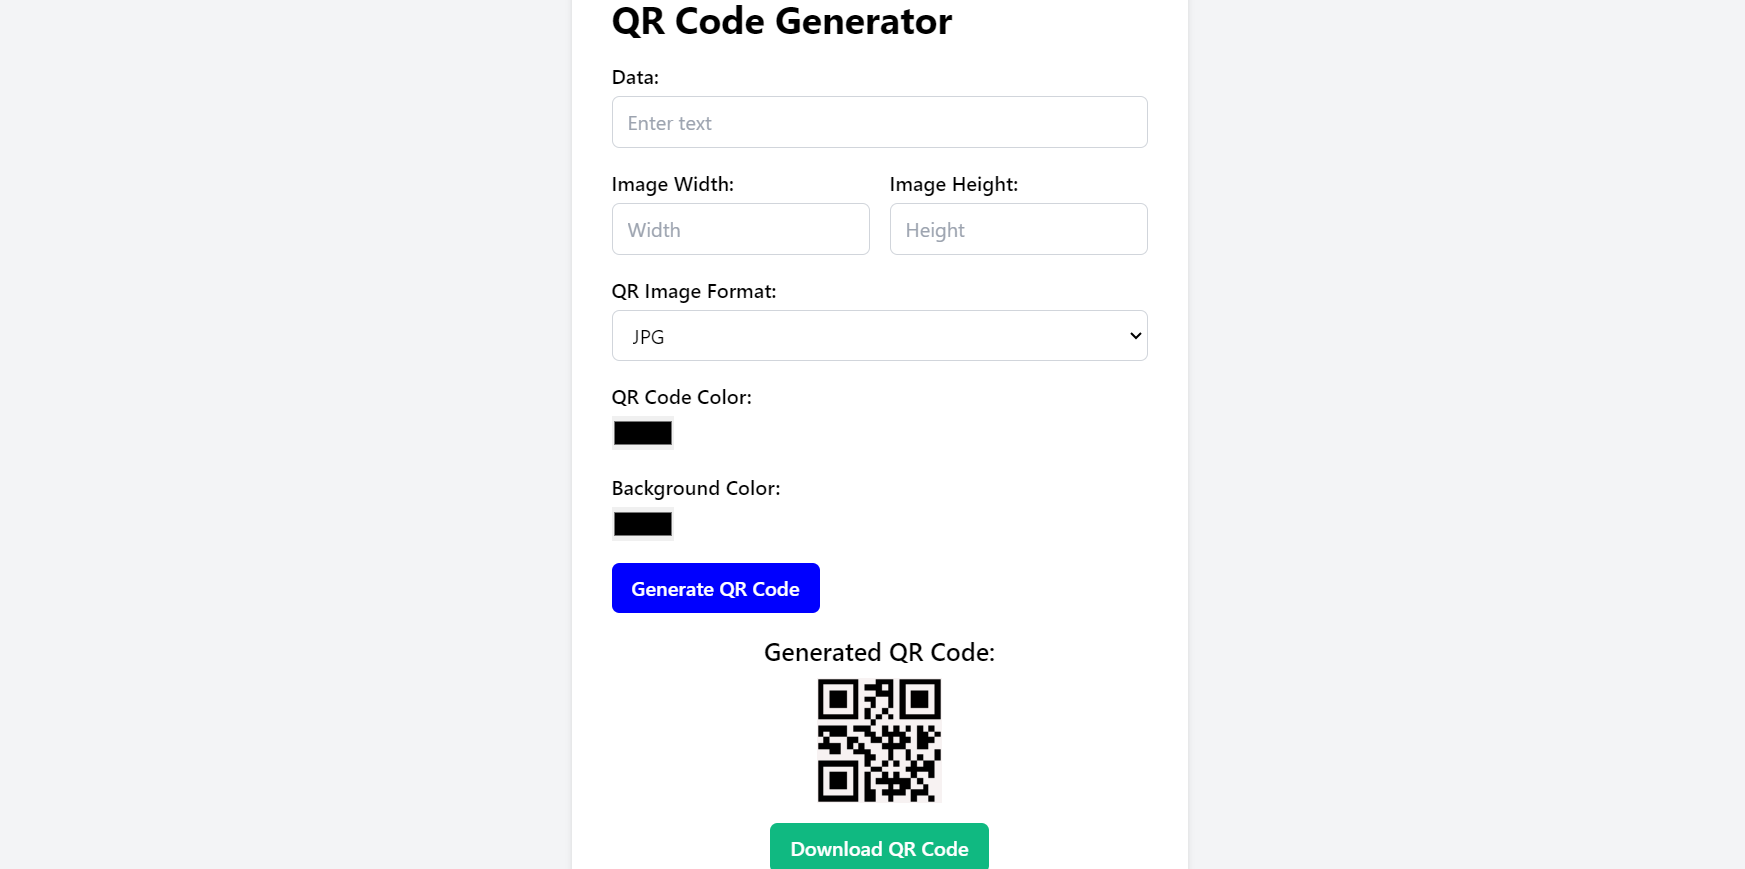 QR Code Generator
Data:
Enter text
Image Width: Image Height:
Width Height
QR Image Format:
JPG
QR Code Color:
Background Color:
Generate QR Code
Generated QR Code:
Download QR Code